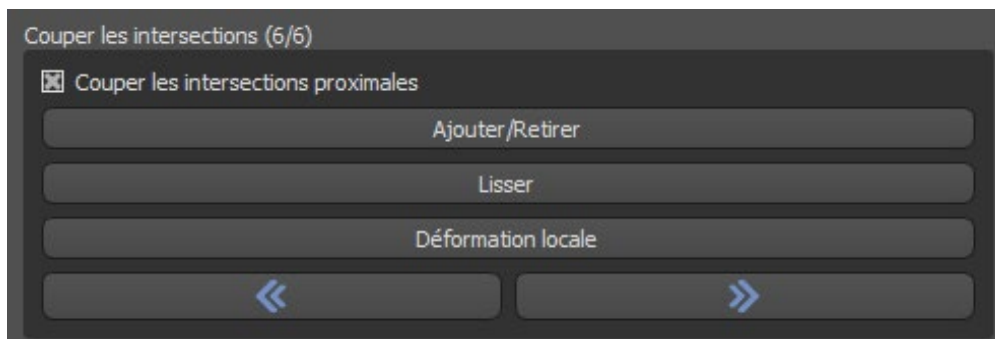 Couper les intersections (6/6)
Couper les intersections proximales
Ajouter/Retirer
Lisser
Déformation locale